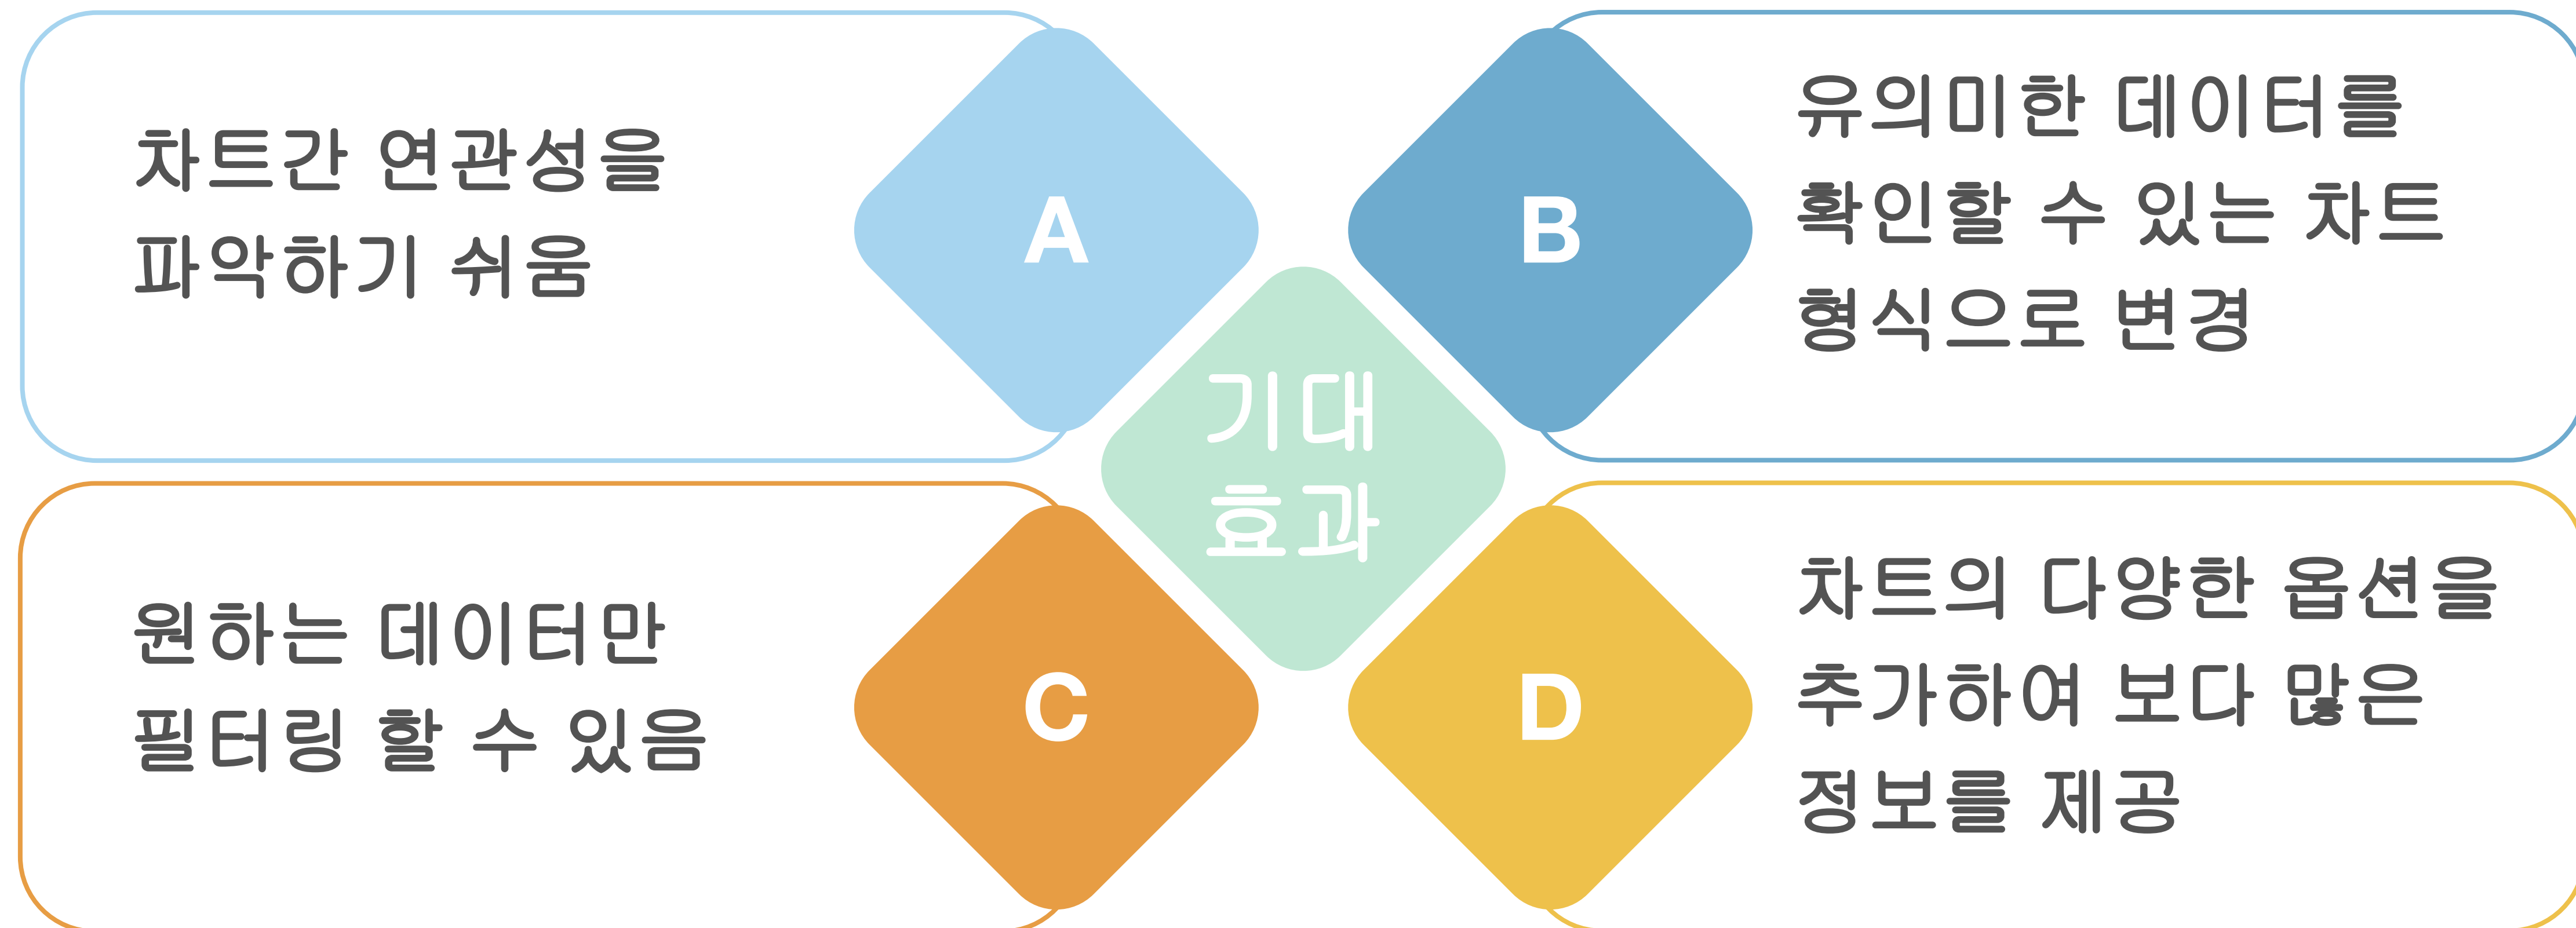 차트간 연관성을
파악하기 쉬움
A
B
유의미한 데이터를
확인할 수 있는 차트
형식으로 변경
기대
효과
원하는 데이터만
필터링 할 수 있음
C
D
차트의 다양한 옵션을
추가하여 보다 많은
정보를 제공